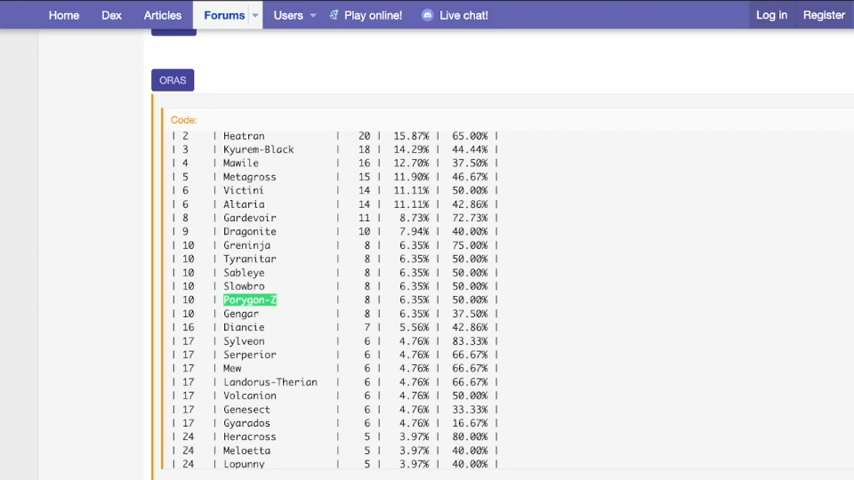 Home Dex Articles Forums Users Play online! Live chat! Log in Register
ORAS
Code:
| 2 | Heatran | 20 | 15.87% | 65.00% |
| 3 | Kyurem-Black | 18 | 14.29% | 44.44% |
| 4 | Mawile | 16 | 12.70% | 37.50% |
| 5 | Metagross | 15 | 11.90% | 46.67% |
| 6 | Victini | 14 | 11.11% | 50.00% |
| 6 | Altaria | 14 | 11.11% | 42.86% |
| 8 | Gardevoir | 11 | 8.73% | 72.73% |
| 9 | Dragonite | 10 | 7.94% | 40.00% |
| 10 | Greninja | 8 | 6.35% | 75.00% |
| 10 | Tyranitar | 8 | 6.35% | 50.00% |
| 10 | Sableye | 8 | 6.35% | 50.00% |
| 10 | Slowbro | 8 | 6.35% | 50.00% |
| 10 | Porygon-Z | 8 | 6.35% | 50.00% |
| 10 | Gengar | 8 | 6.35% | 37.50% |
| 16 | Diancie | 7 | 5.56% | 42.86% |
| 17 | Sylveon | 6 | 4.76% | 83.33% |
| 17 | Serperior | 6 | 4.76% | 66.67% |
| 17 | Mew | 6 | 4.76% | 66.67% |
| 17 | Landorus-Therian | 6 | 4.76% | 66.67% |
| 17 | Volcanion | 6 | 4.76% | 50.00% |
| 17 | Genesect | 6 | 4.76% | 33.33% |
| 17 | Gyarados | 6 | 4.76% | 16.67% |
| 24 | Heracross | 5 | 3.97% | 80.00% |
| 24 | Meloetta | 5 | 3.97% | 40.00% |
| 24 | Lopunny | 5 | 3.97% | 40.00% |